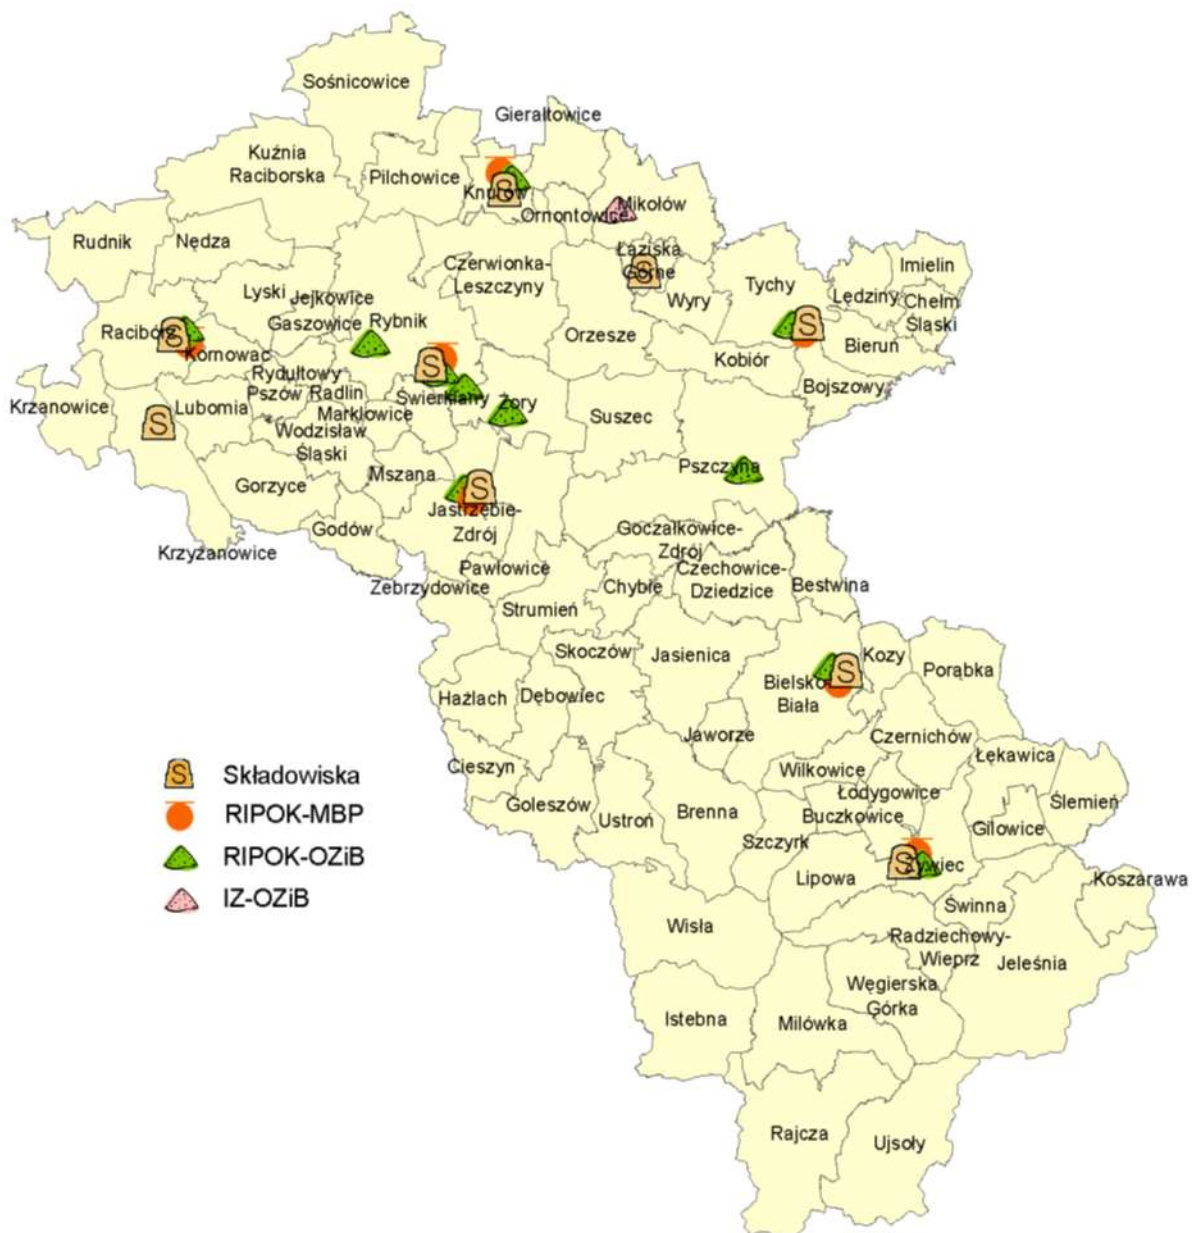 Sośnicowice
Gierałtowice
Kuźnia
Raciborska
Pilchowice
Knurów
S
Ornontowice
Mikołów
Rudnik
Nędza
Czerwionka-
Leszczyny
Łaziska
Górne
S
Wyry
Tychy
Lędziny
Imielin
Chełm
Śląski
Lyski
Jejkowice
Gaszowice
Rybnik
Orzesze
Kobiór
S
Bieruń
Bojszowy
Racibórz
S
Kornowac
Rydułtowy
Pszów
Radlin
S
Świerklany
Żory
Suszec
Krzanowice
S
Lubomia
Marklowice
Wodzisław
Śląski
Mszana
Pszczyna
Gorzyce
Godów
S
Jastrzębie-
Zdrój
Krzyżanowice
Zebrzydowice
Pawłowice
Goczałkowice-
Zdrój
Czechowice-
Dziedzice
Bestwina
Chybie
Strumień
Skoczów
Jasienica
Bielsko
Biała
S
Kozy
Porąbka
Hażlach
Dębowiec
Jaworze
Czernichów
Łękawica
Cieszyn
Goleszów
Ustroń
Brenna
Wilkowice
Łodygowice
Buczkowice
Gilowice
Ślemień
Szczyrk
Lipowa
S
Żywiec
Koszarawa
Świnna
Wisła
Radziechowy-
Wieprz
Jeleśnia
Węgierska
Górka
Istebna
Milówka
Rajcza
Ujsoły
S Składowiska
RIPOK-MBP
RIPOK-OZiB
IZ-OZiB